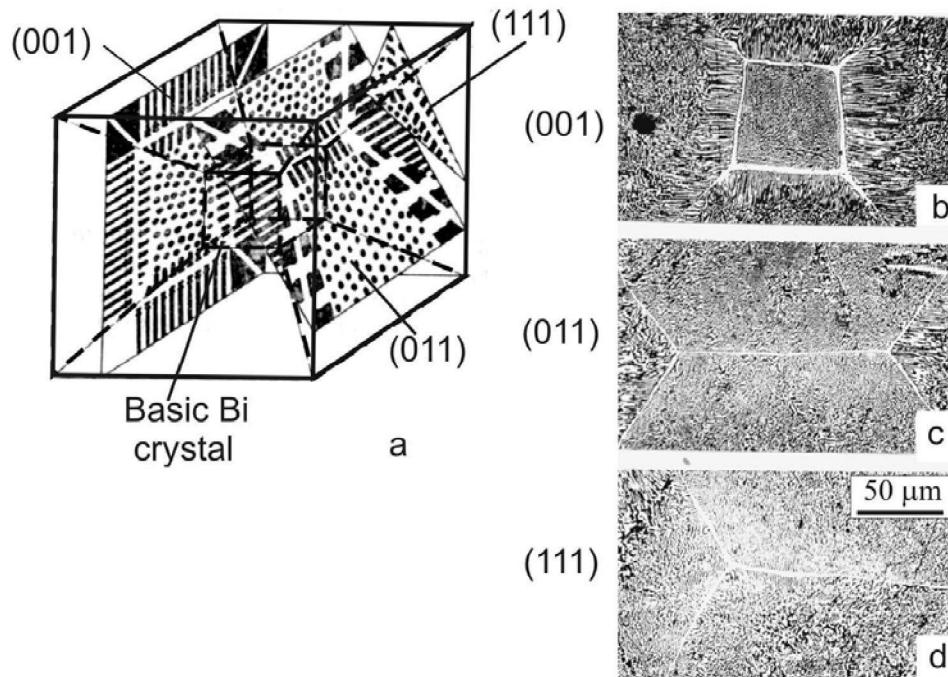 (001)
(111)
(011)
Basic Bi
crystal
a
(001)
b
(011)
c
50 μm
(111)
d